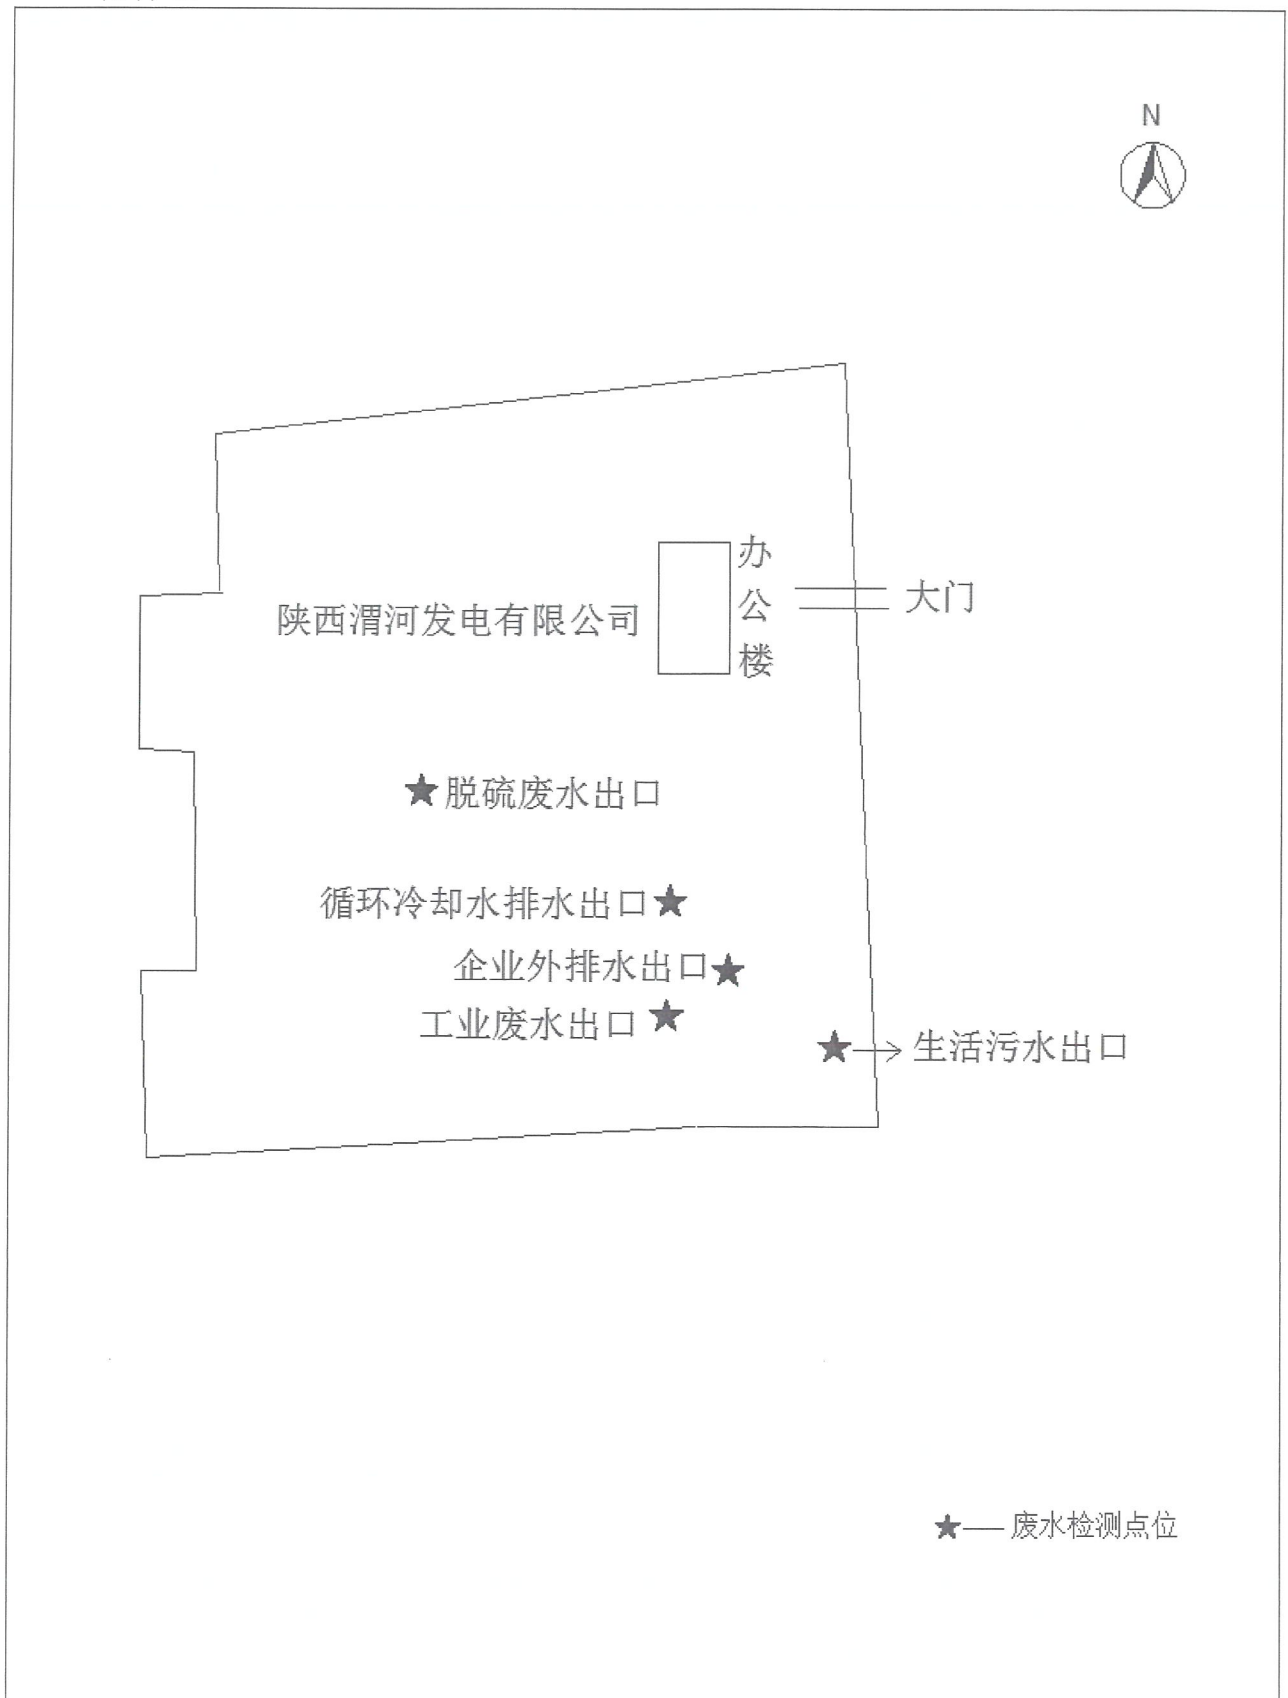 N
办公楼
大门
陕西渭河发电有限公司
脱硫废水出口
循环冷却水排水出口
企业外排水出口
工业废水出口
生活污水出口
废水检测点位